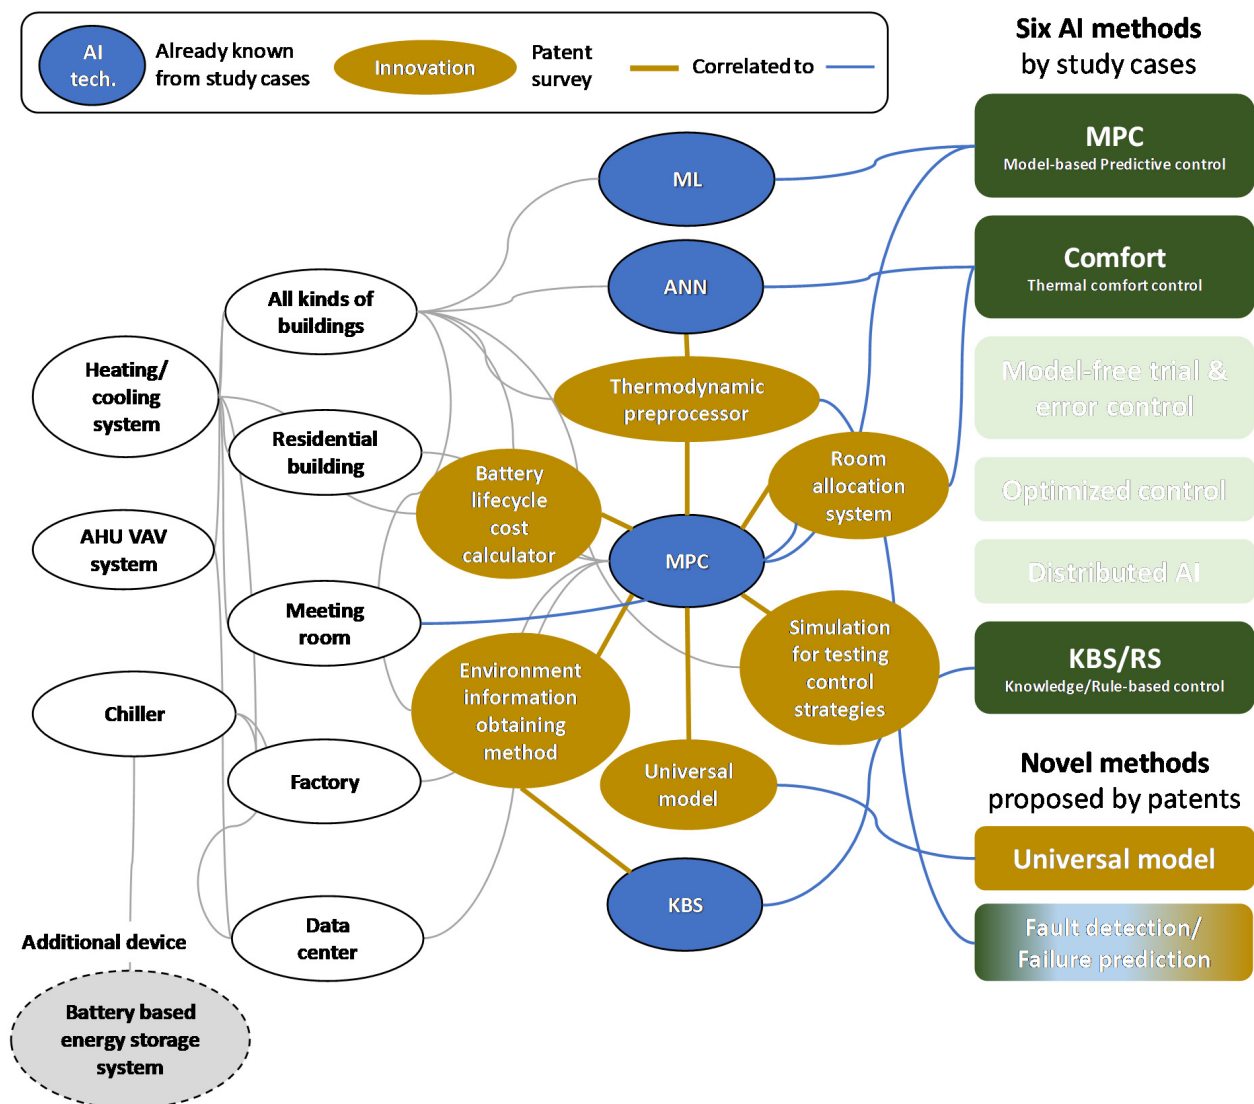 AI
tech.
Already known
from study cases
Innovation
Patent
survey
Correlated to
Six AI methods
by study cases
MPC
Model-based Predictive control
Comfort
Thermal comfort control
Model-free trial &
error control
Optimized control
Distributed AI
KBS/RS
Knowledge/Rule-based control
Novel methods
proposed by patents
Universal model
Fault detection/
Failure prediction
ML
ANN
Thermodynamic
preprocessor
Room
allocation
system
Battery
lifecycle
cost
calculator
MPC
Simulation
for testing
control
strategies
Environment
information
obtaining
method
Universal
model
KBS
All kinds of
buildings
Residential
building
Meeting
room
Factory
Data
center
Heating/
cooling
system
AHU VAV
system
Chiller
Additional device
Battery based
energy storage
system